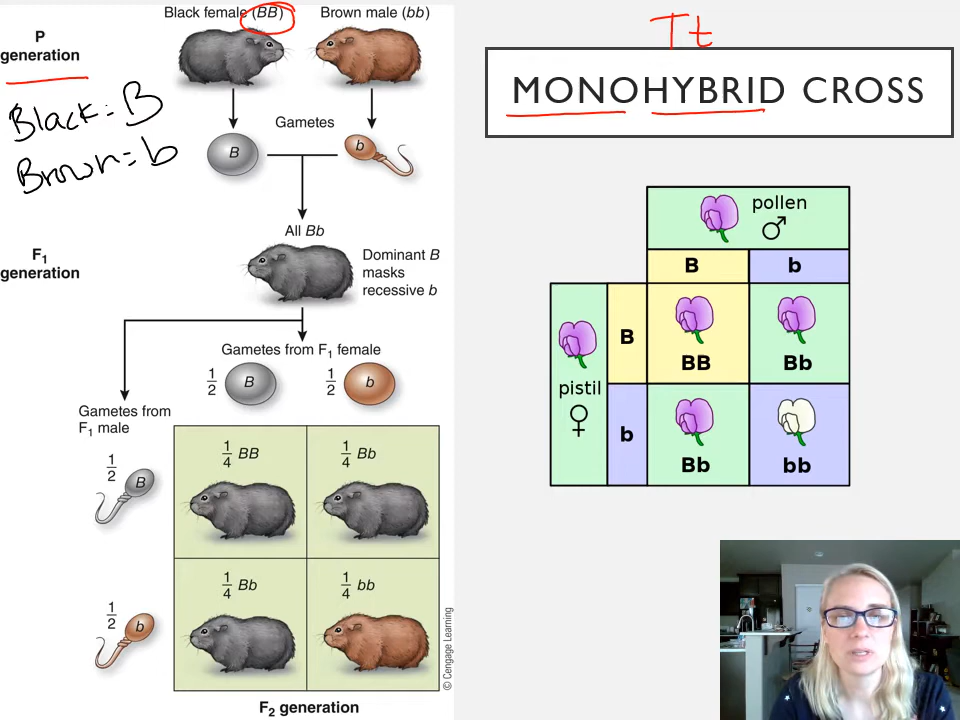 Black female (BB)
Brown male (bb)
P
generation
Black = B
Brown = b
Gametes
B
b
All Bb
F1
generation
Dominant B
masks
recessive b
Gametes from F1 female
1/2 B
1/2 b
Gametes from
F1 male
1/2 B
1/2 b
1/4 BB
1/4 Bb
1/4 Bb
1/4 bb
F2 generation
© Cengage Learning
Tt
MONOHYBRID CROSS
pollen
♂
B
b
pistil
♀
B
b
BB
Bb
Bb
bb